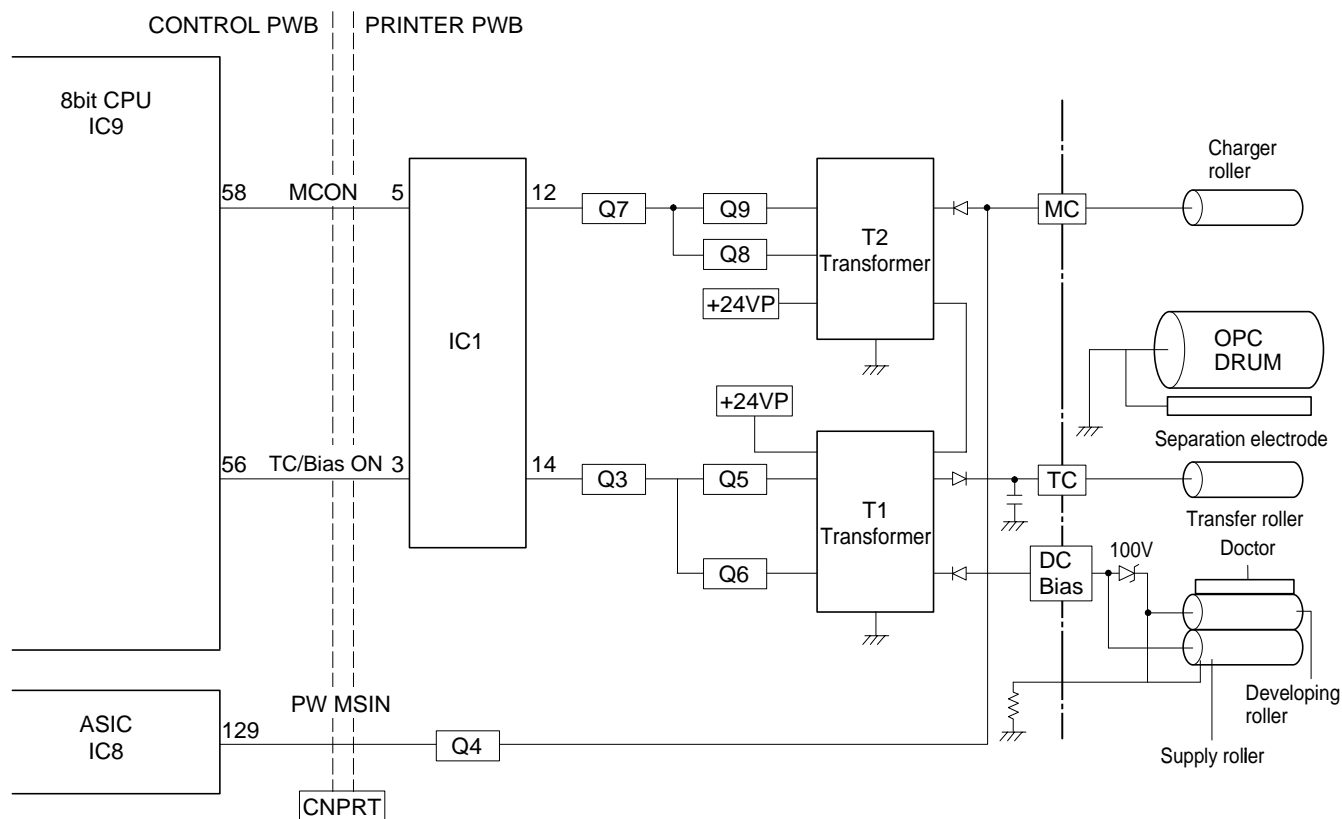 CONTROL PWB
PRINTER PWB
8bit CPU
IC9
58
MCON
5
12
Q7
Q9
Q8
+24VP
T2
Transformer
MC
Charger
roller
IC1
OPC
DRUM
Separation electrode
+24VP
56
TC/Bias ON
3
14
Q3
Q5
Q6
T1
Transformer
TC
Transfer roller
DC
Bias
100V
Doctor
Developing
roller
Supply roller
ASIC
IC8
129
PW MSIN
Q4
CNPRT